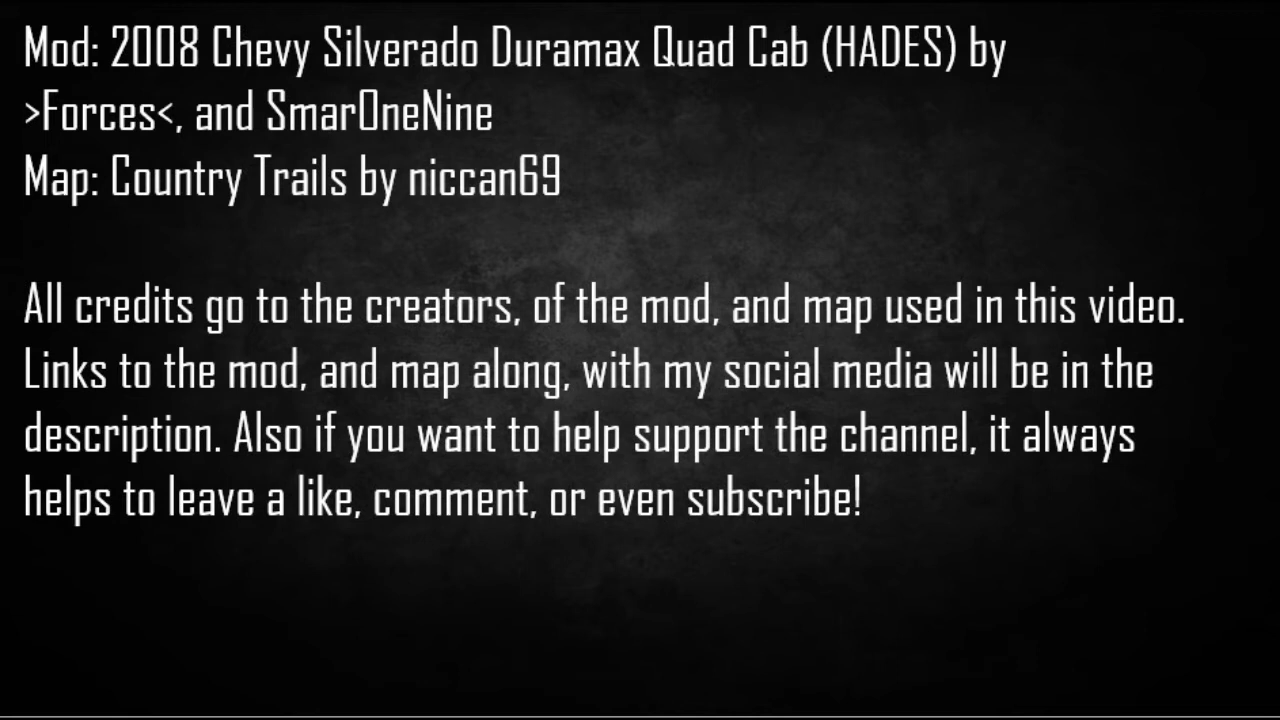 Mod: 2008 Chevy Silverado Duramax Quad Cab (HADES) by
>Forces<, and SmarOneNine
Map: Country Trails by niccan69
All credits go to the creators, of the mod, and map used in this video.
Links to the mod, and map along, with my social media will be in the
description. Also if you want to help support the channel, it always
helps to leave a like, comment, or even subscribe!